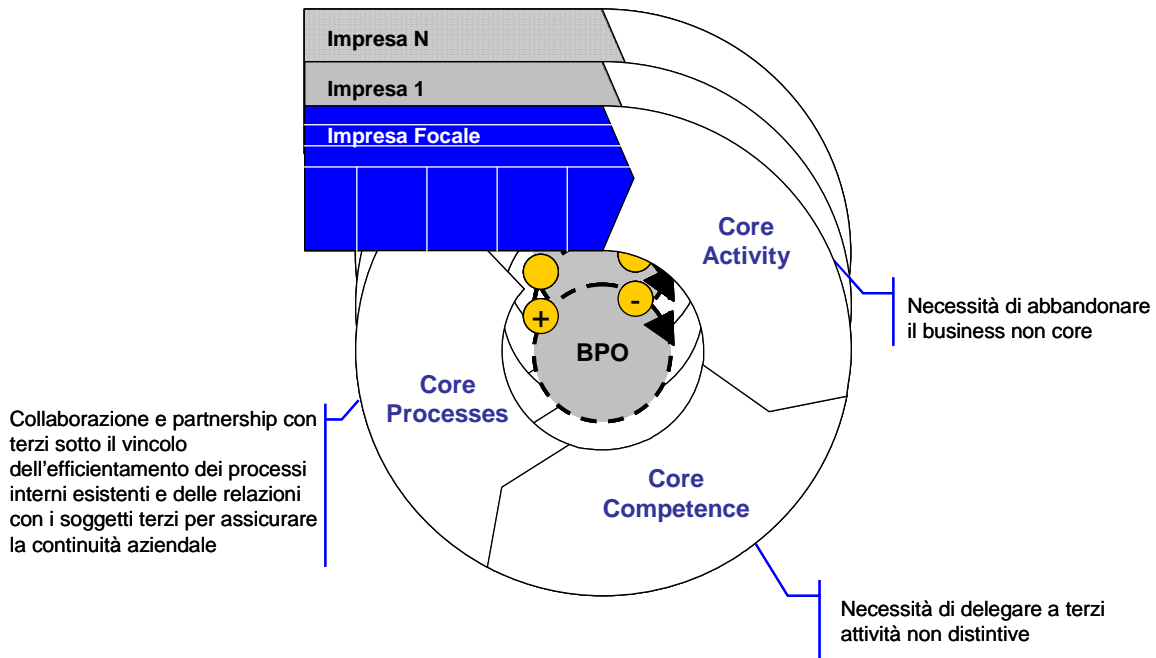 Impresa N
Impresa 1
Impresa Focale
Core
Activity
Necessità di abbandonare
il business non core
-
+
BPO
Core
Processes
Collaborazione e partnership con
terzi sotto il vincolo
dell'efficientamento dei processi
interni esistenti e delle relazioni
con i soggetti terzi per assicurare
la continuità aziendale
Core
Competence
Necessità di delegare a terzi
attività non distintive